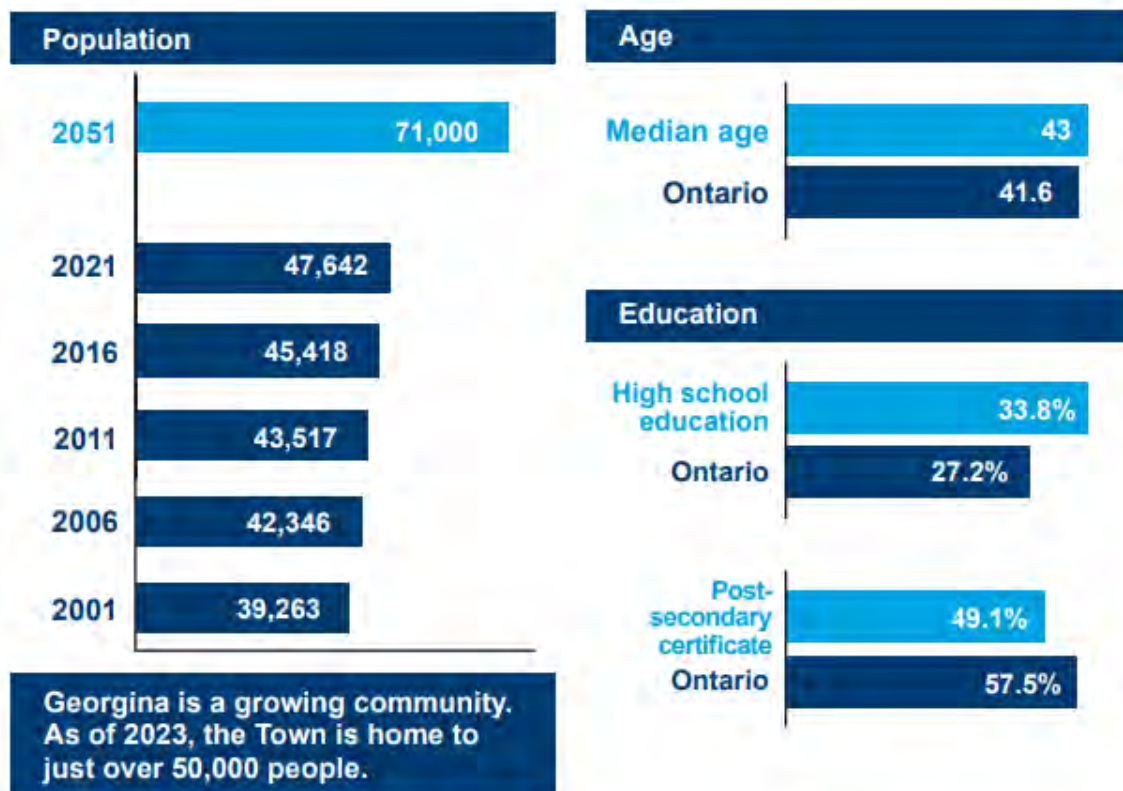 Population
2051
71,000
2021
47,642
2016
45,418
2011
43,517
2006
42,346
2001
39,263
Georgina is a growing community.
As of 2023, the Town is home to
just over 50,000 people.
Age
Median age
43
Ontario
41.6
Education
High school
education
33.8%
Ontario
27.2%
Post-
secondary
certificate
49.1%
Ontario
57.5%